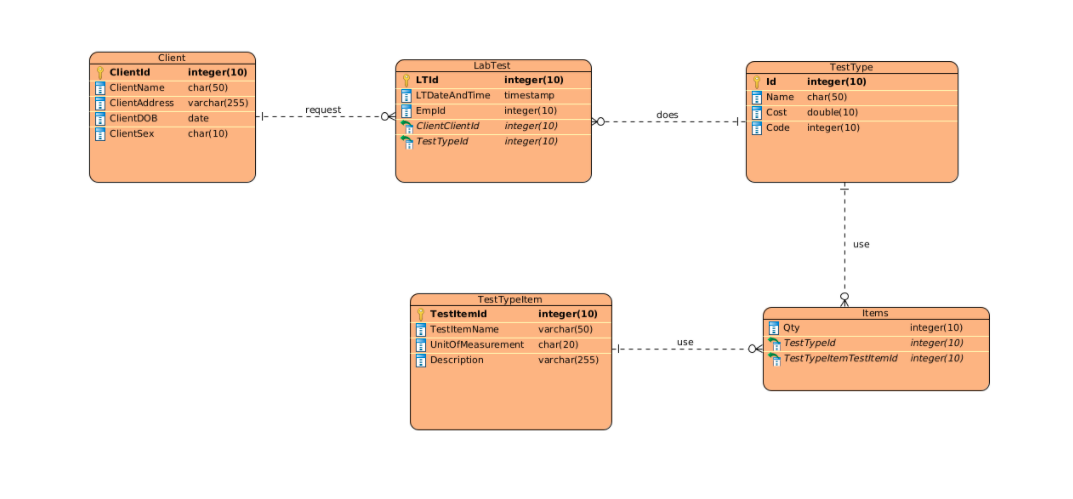 Client
ClientId integer(10)
ClientName char(50)
ClientAddress varchar(255)
ClientDOB date
ClientSex char(10)
request
LabTest
LTId integer(10)
LTDateAndTime timestamp
EmpId integer(10)
ClientClientId integer(10)
TestTypeId integer(10)
does
TestType
Id integer(10)
Name char(50)
Cost double(10)
Code integer(10)
use
TestTypeItem
TestItemId integer(10)
TestItemName varchar(50)
UnitOfMeasurement char(20)
Description varchar(255)
use
Items
Qty integer(10)
TestTypeId integer(10)
TestTypeItemTestItemId integer(10)